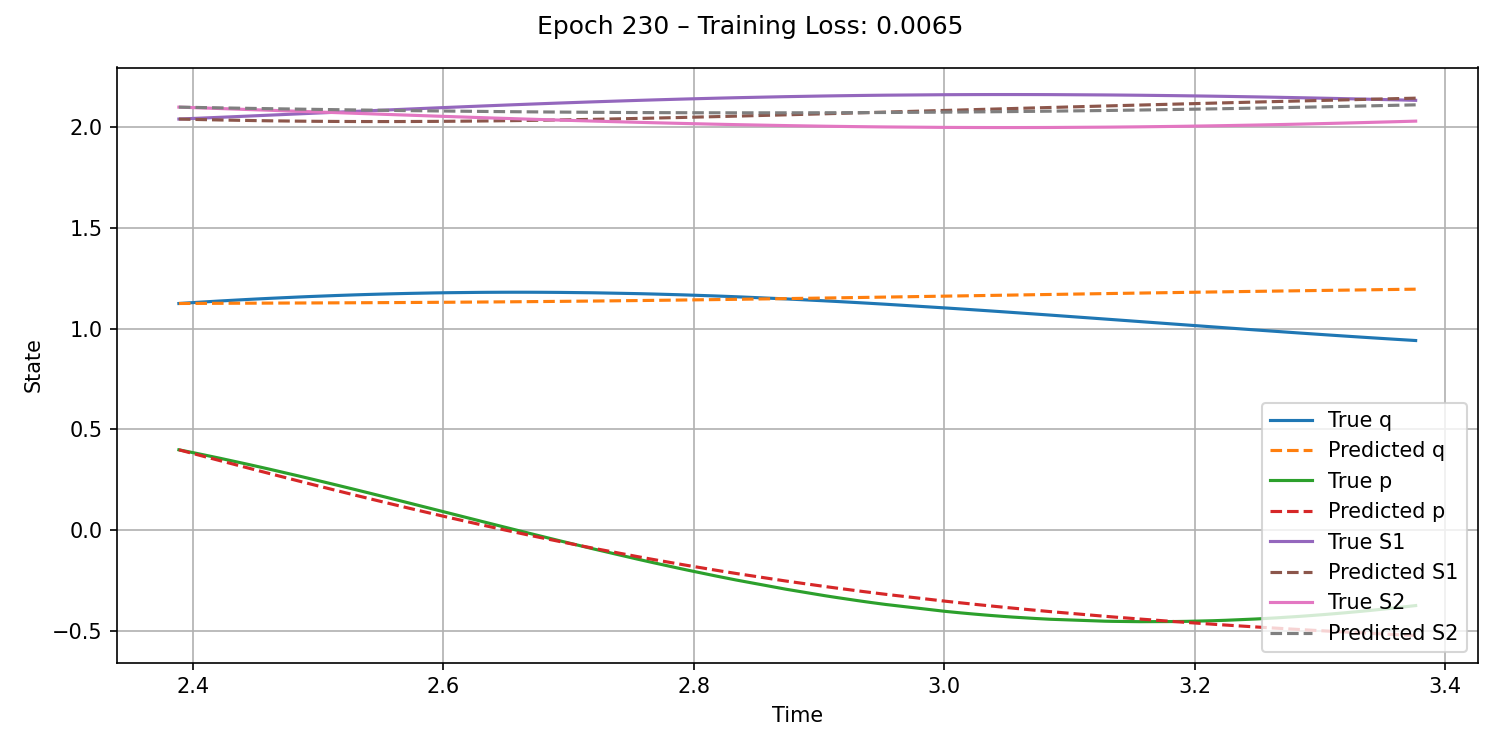 Epoch 230 – Training Loss: 0.0065
2.0
1.5
1.0
0.5
0.0
−0.5
State
2.4 2.6 2.8 3.0 3.2 3.4
Time
True q
Predicted q
True p
Predicted p
True S1
Predicted S1
True S2
Predicted S2